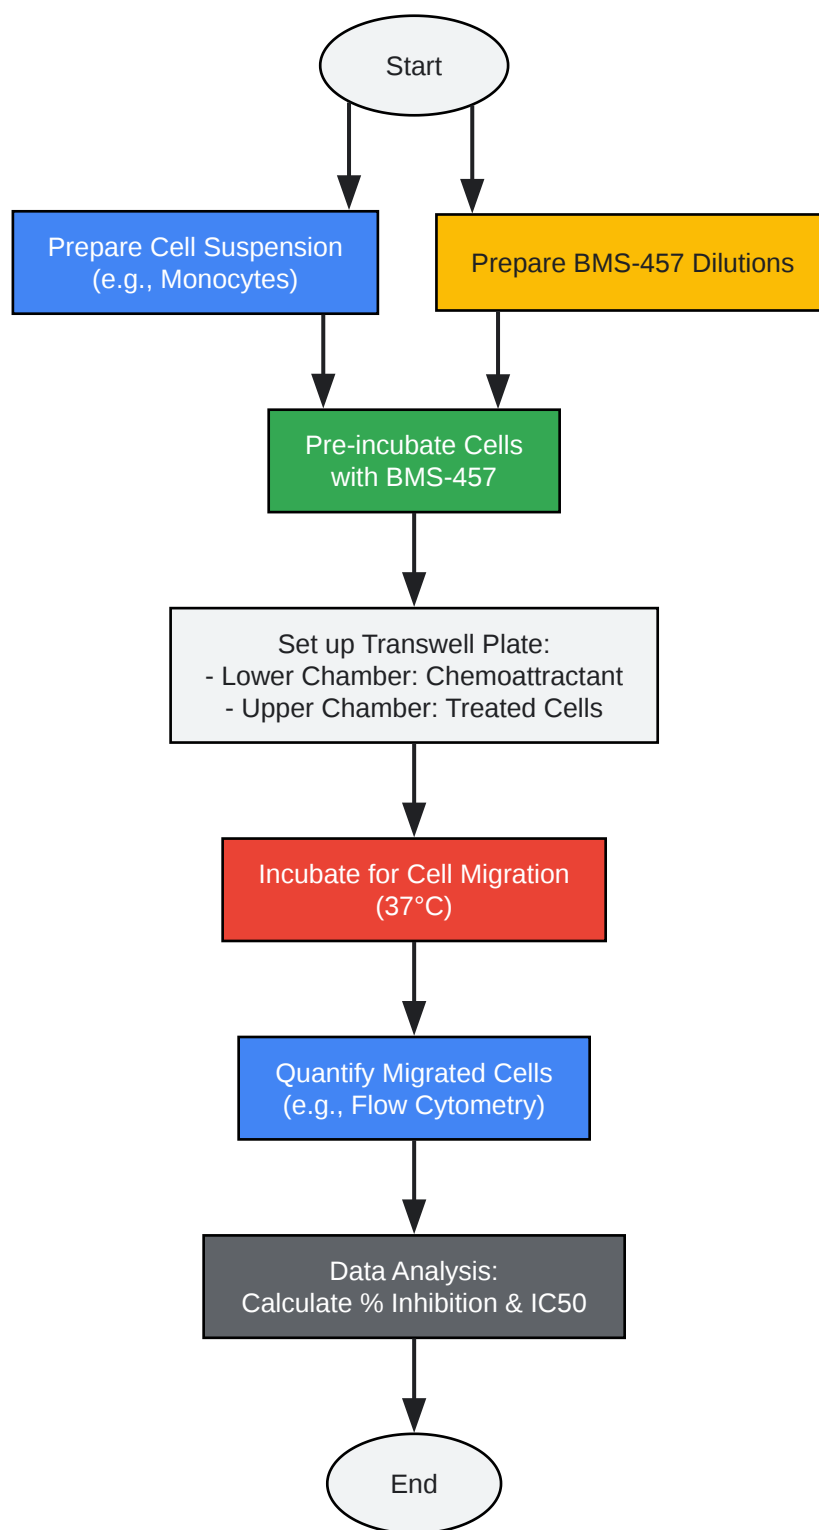 Start
Prepare Cell Suspension
(e.g., Monocytes)
Prepare BMS-457 Dilutions
Pre-incubate Cells
with BMS-457
Set up Transwell Plate:
- Lower Chamber: Chemoattractant
- Upper Chamber: Treated Cells
Incubate for Cell Migration
(37°C)
Quantify Migrated Cells
(e.g., Flow Cytometry)
Data Analysis:
Calculate % Inhibition & IC50
End